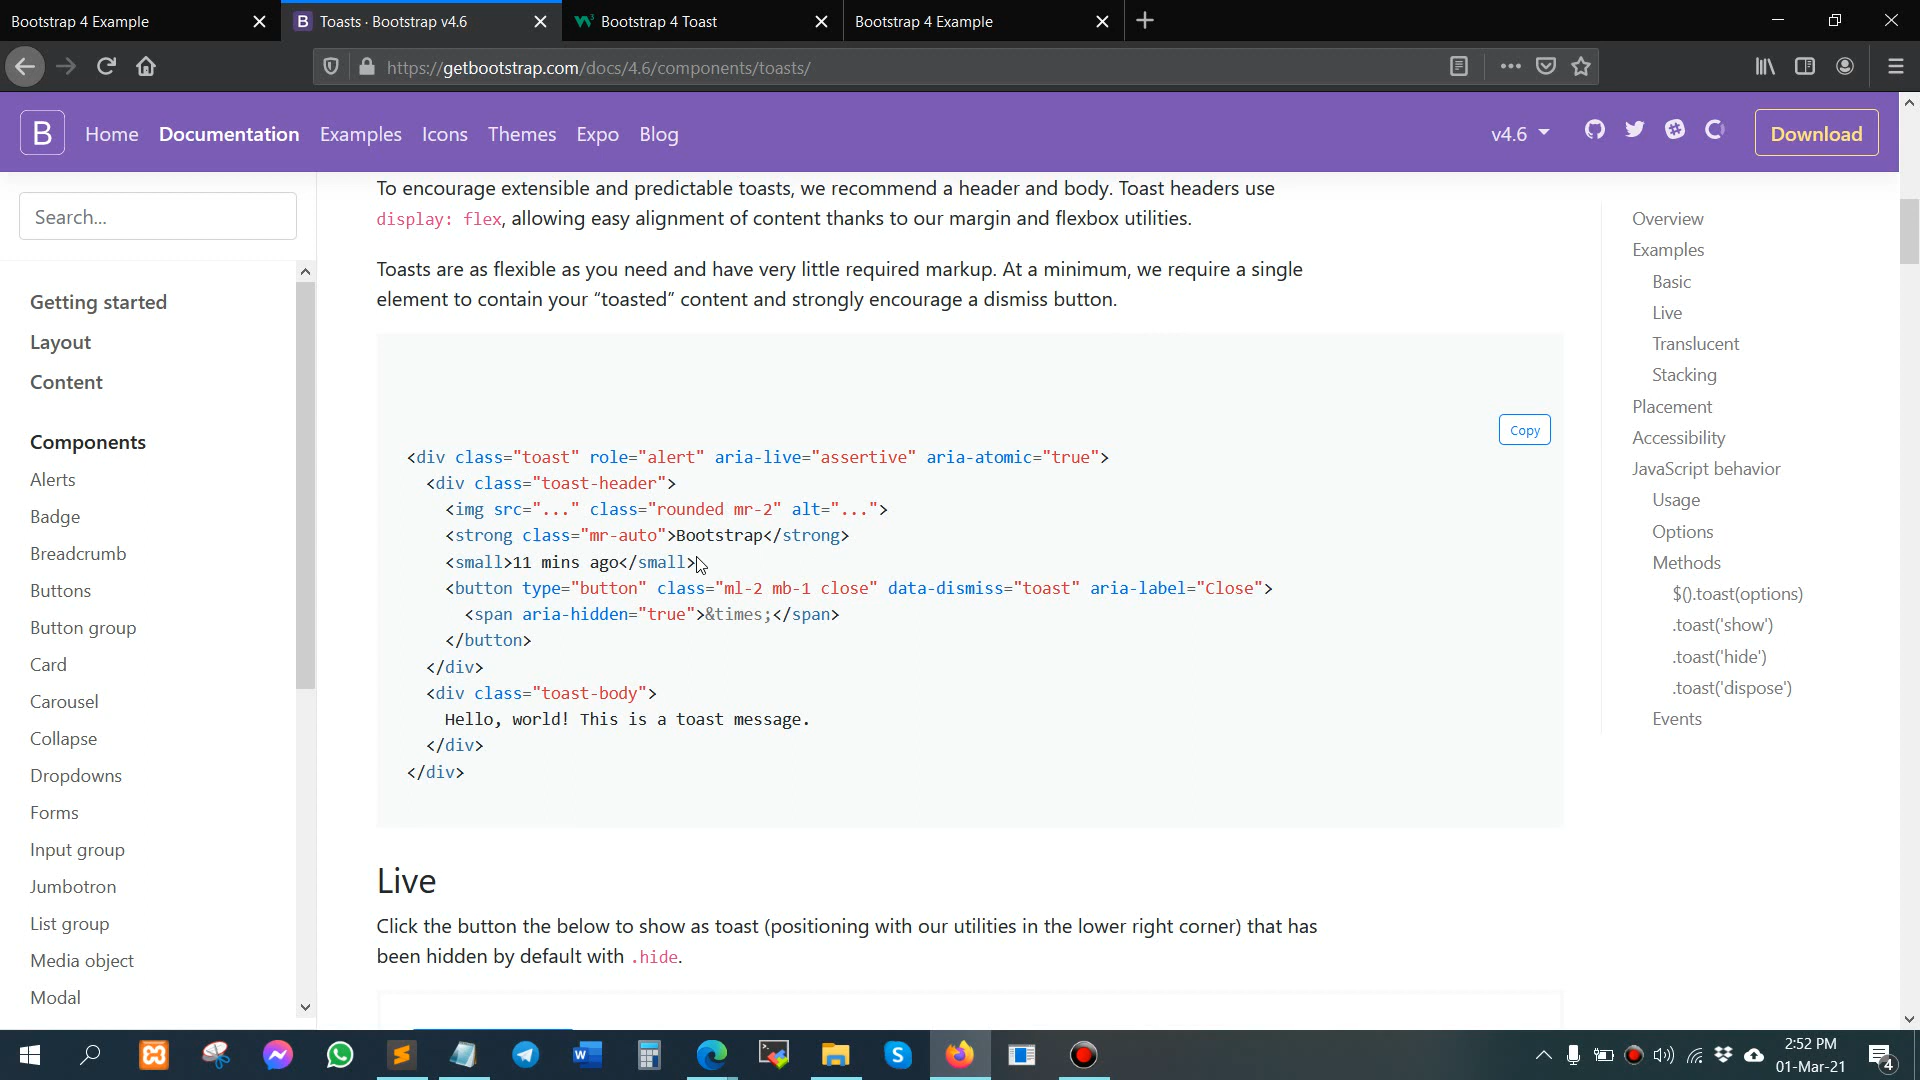 Bootstrap 4 Example
Toasts · Bootstrap v4.6
Bootstrap 4 Toast
Bootstrap 4 Example
https://getbootstrap.com/docs/4.6/components/toasts/
B Home Documentation Examples Icons Themes Expo Blog v4.6 Download
Search...
Getting started
Layout
Content
Components
Alerts
Badge
Breadcrumb
Buttons
Button group
Card
Carousel
Collapse
Dropdowns
Forms
Input group
Jumbotron
List group
Media object
Modal
To encourage extensible and predictable toasts, we recommend a header and body. Toast headers use
display: flex, allowing easy alignment of content thanks to our margin and flexbox utilities.
Toasts are as flexible as you need and have very little required markup. At a minimum, we require a single
element to contain your “toasted” content and strongly encourage a dismiss button.
Copy
<div class="toast" role="alert" aria-live="assertive" aria-atomic="true">
<div class="toast-header">
<img src="..." class="rounded mr-2" alt="...">
<strong class="mr-auto">Bootstrap</strong>
<small>11 mins ago</small>
<button type="button" class="ml-2 mb-1 close" data-dismiss="toast" aria-label="Close">
<span aria-hidden="true">&times;</span>
</button>
</div>
<div class="toast-body">
Hello, world! This is a toast message.
</div>
</div>
Live
Click the button the below to show as toast (positioning with our utilities in the lower right corner) that has
been hidden by default with .hide.
Overview
Examples
Basic
Live
Translucent
Stacking
Placement
Accessibility
JavaScript behavior
Usage
Options
Methods
$().toast(options)
.toast('show')
.toast('hide')
.toast('dispose')
Events
2:52 PM
01-Mar-21
4